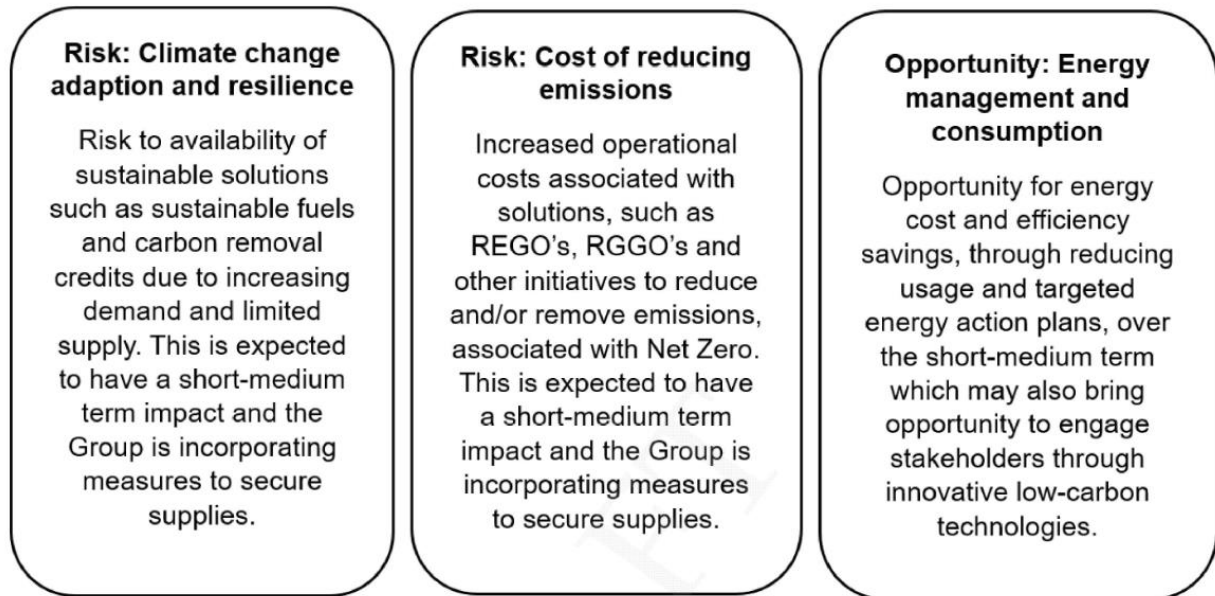 Risk: Climate change
adaption and resilience
Risk to availability of
sustainable solutions
such as sustainable fuels
and carbon removal
credits due to increasing
demand and limited
supply. This is expected
to have a short-medium
term impact and the
Group is incorporating
measures to secure
supplies.
Risk: Cost of reducing
emissions
Increased operational
costs associated with
solutions, such as
REGO’s, RGGO’s and
other initiatives to reduce
and/or remove emissions,
associated with Net Zero.
This is expected to have
a short-medium term
impact and the Group is
incorporating measures
to secure supplies.
Opportunity: Energy
management and
consumption
Opportunity for energy
cost and efficiency
savings, through reducing
usage and targeted
energy action plans, over
the short-medium term
which may also bring
opportunity to engage
stakeholders through
innovative low-carbon
technologies.